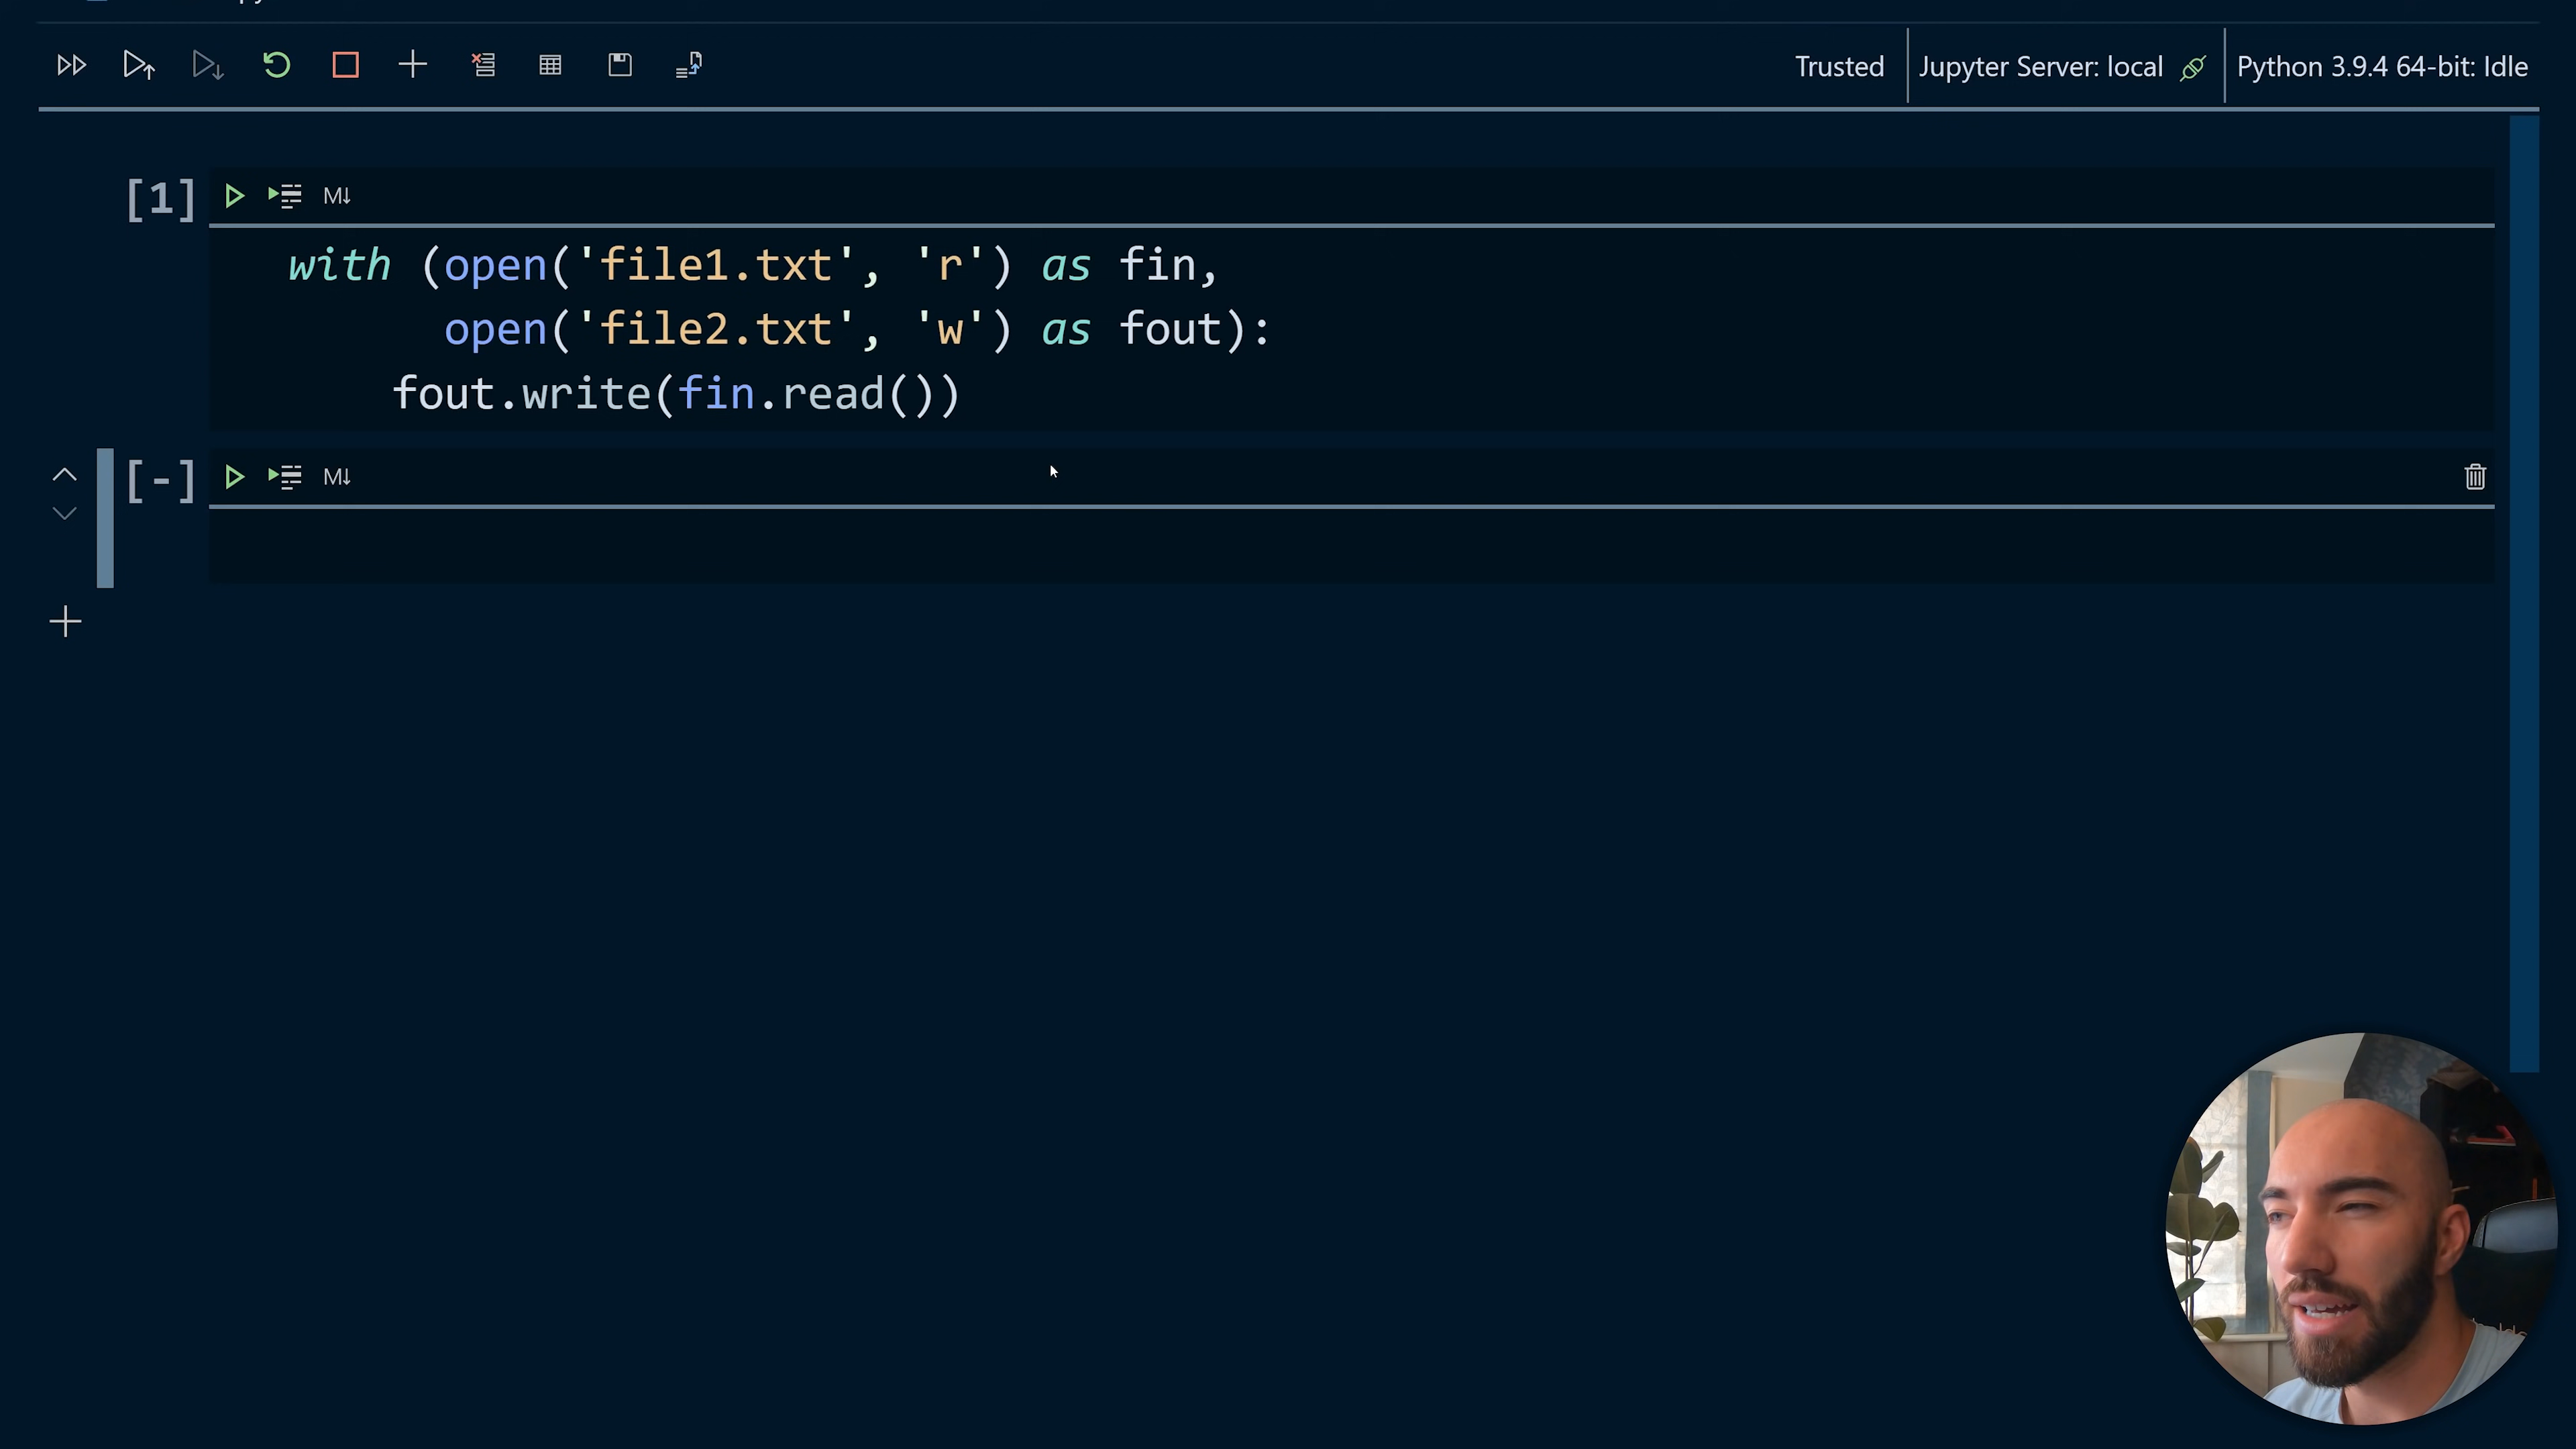 Trusted
Jupyter Server: local
Python 3.9.4 64-bit: Idle
[1]
M↓
with (open('file1.txt', 'r') as fin,
open('file2.txt', 'w') as fout):
fout.write(fin.read())
[-]
M↓